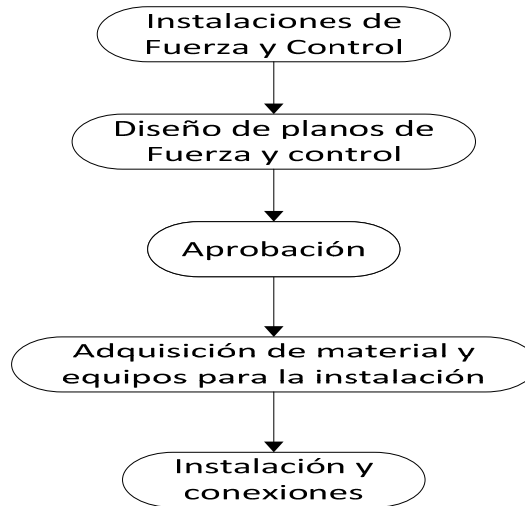 Instalaciones de
Fuerza y Control
Diseño de planos de
Fuerza y control
Aprobación
Adquisición de material y
equipos para la instalación
Instalación y
conexiones